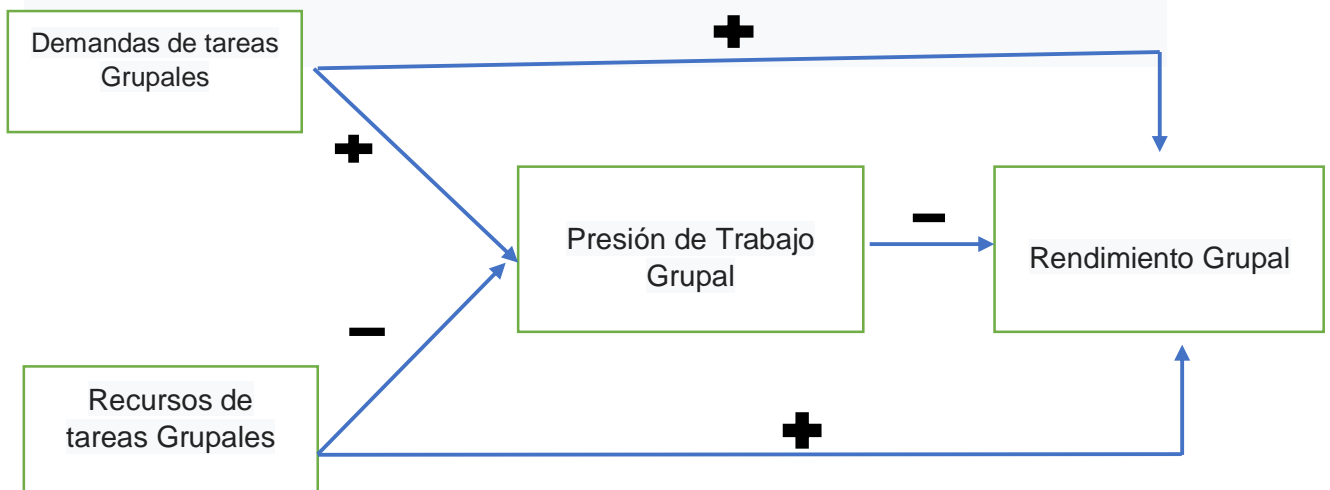 Demandas de tareas
Grupales
+
+
Presión de Trabajo
Grupal
−
Rendimiento Grupal
−
Recursos de
tareas Grupales
+